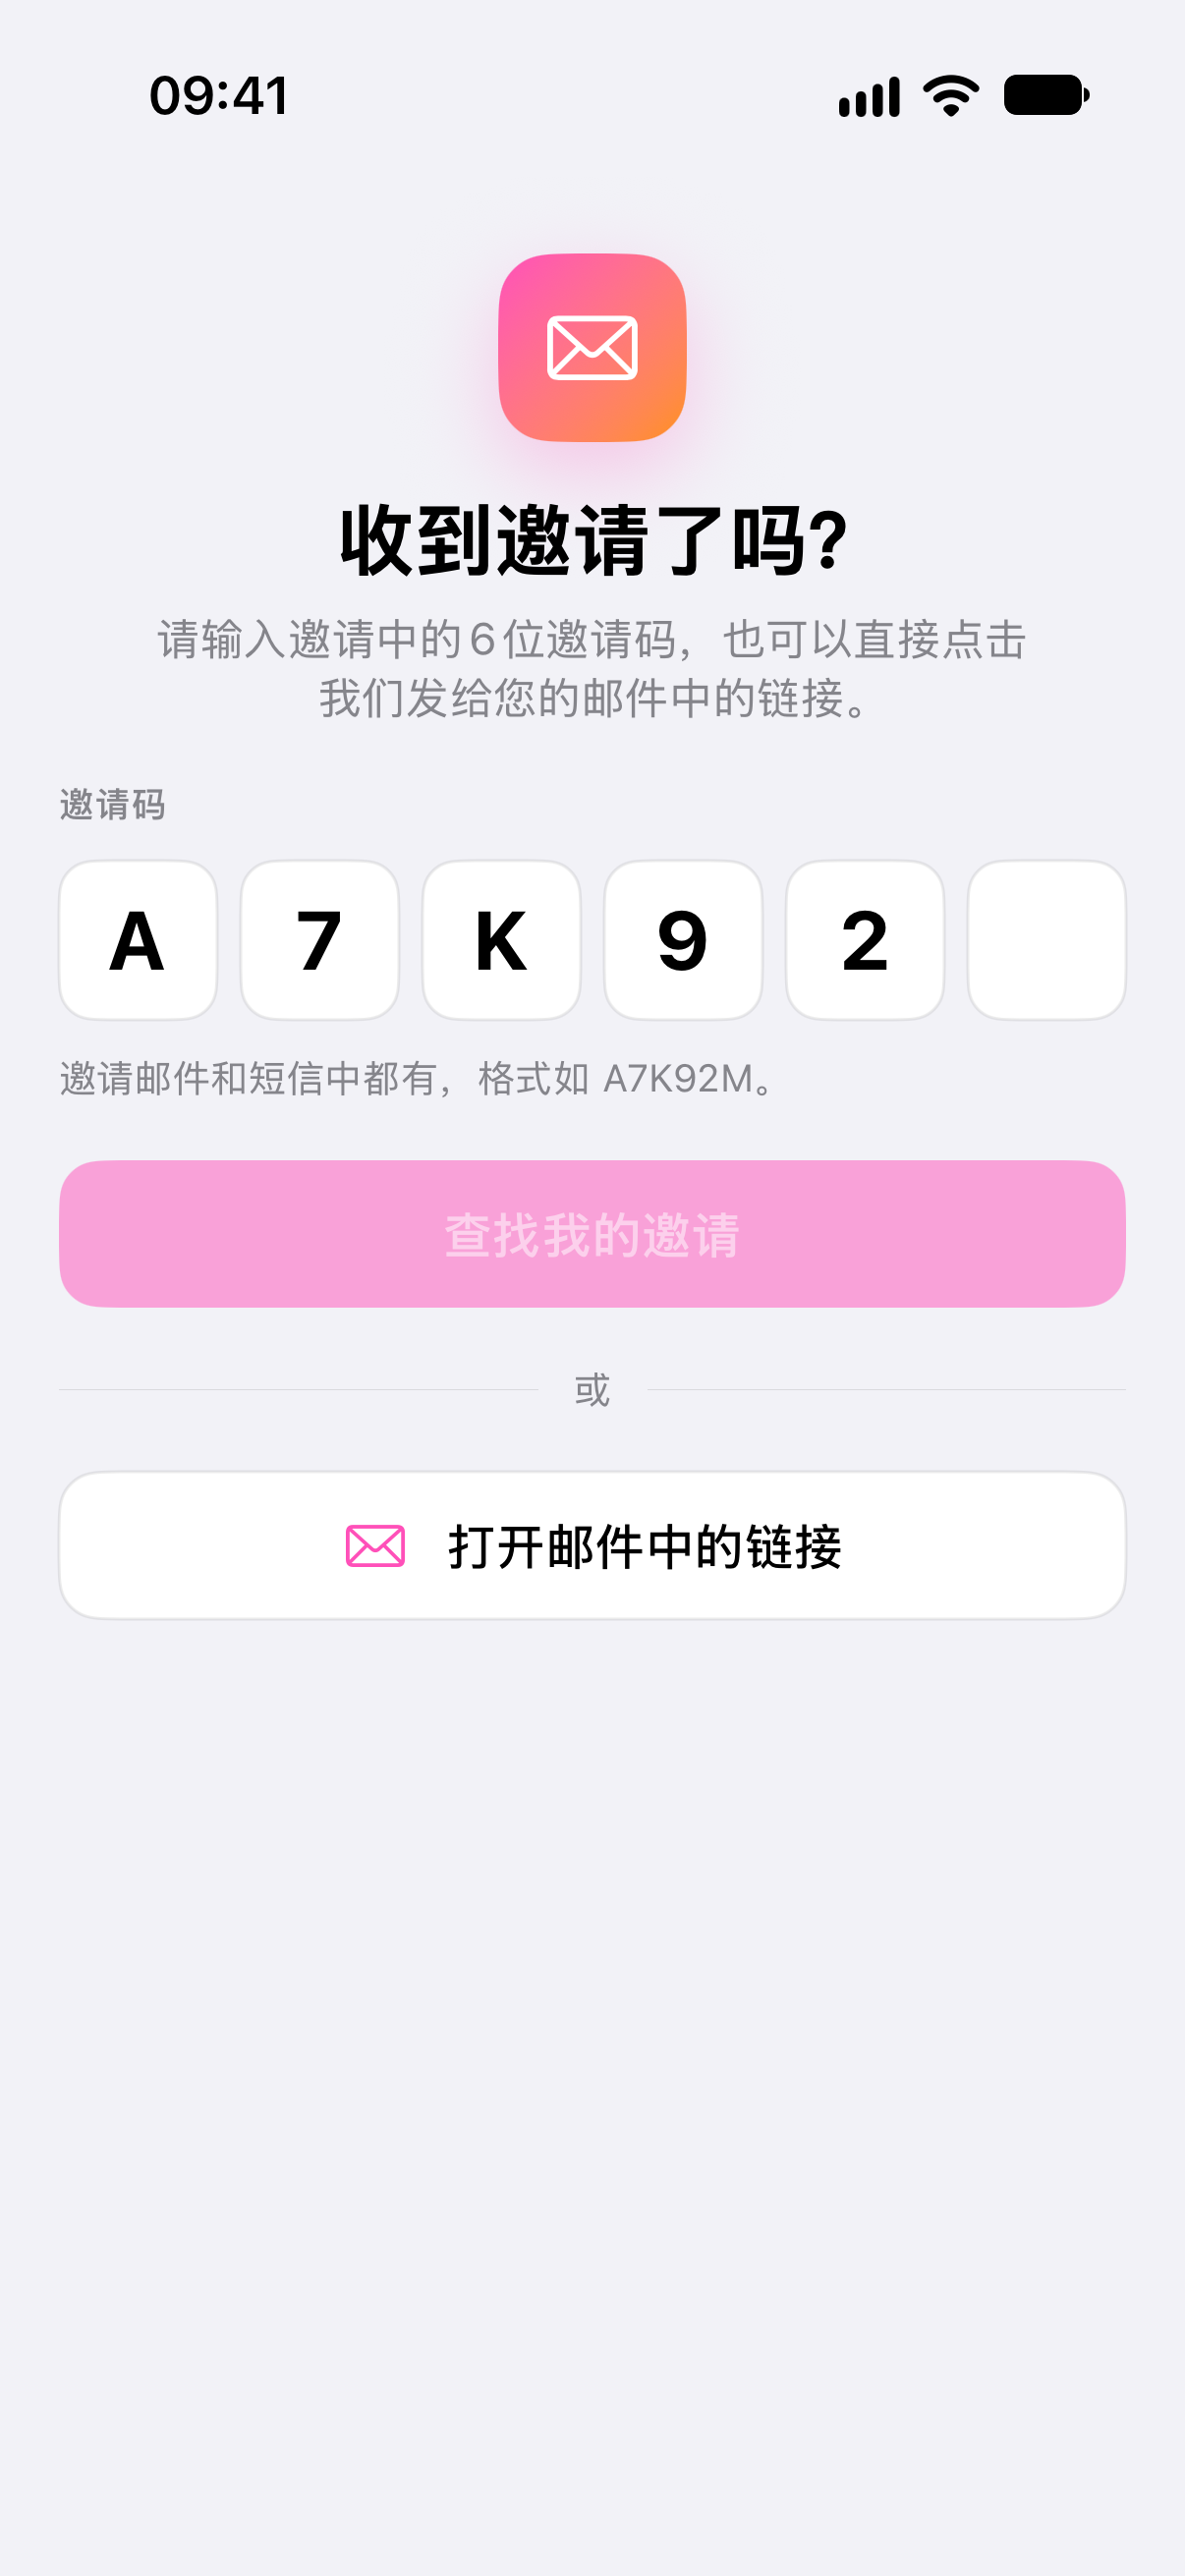 09:41
收到邀请了吗?
请输入邀请中的 6 位邀请码，也可以直接点击
我们发给您的邮件中的链接。
邀请码
A 7 K 9 2
邀请邮件和短信中都有，格式如 A7K92M。
查找我的邀请
或
打开邮件中的链接